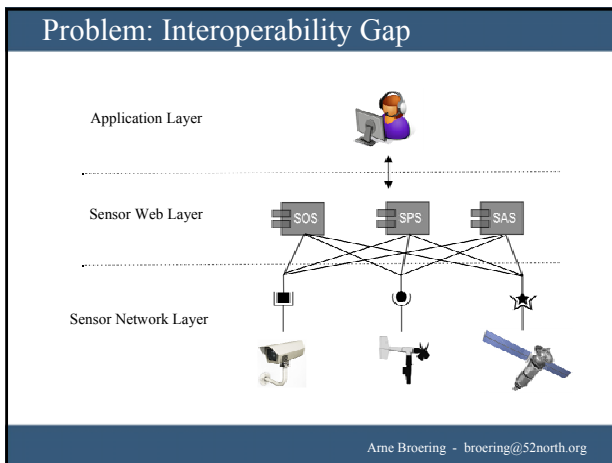 Problem: Interoperability Gap
Application Layer
Sensor Web Layer
SOS
SPS
SAS
Sensor Network Layer
Arne Broering - broering@52north.org